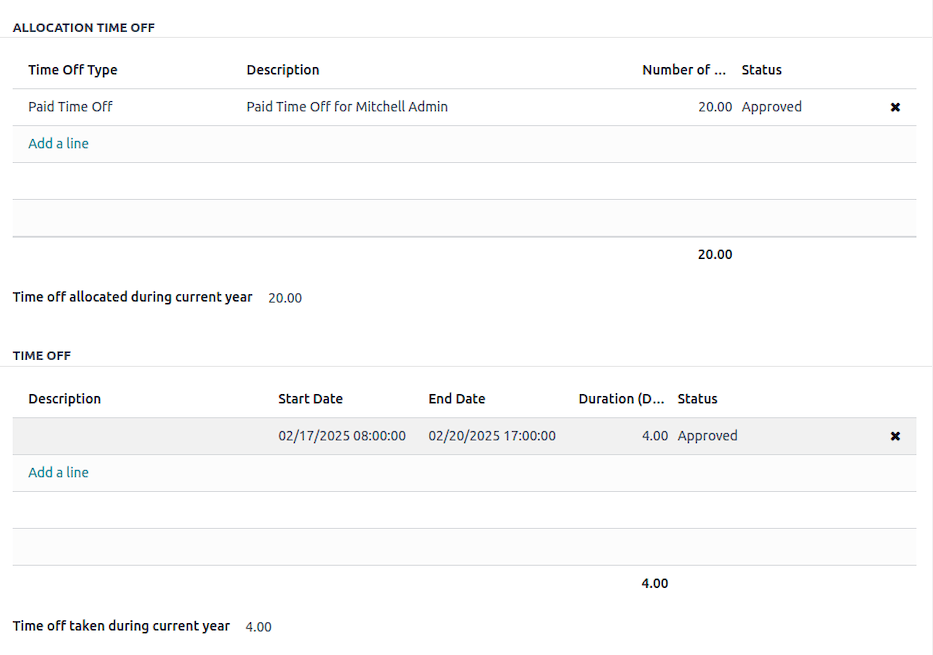 ALLOCATION TIME OFF
Time Off Type Description Number of ... Status
Paid Time Off Paid Time Off for Mitchell Admin 20.00 Approved
Add a line
20.00
Time off allocated during current year 20.00
TIME OFF
Description Start Date End Date Duration (D... Status
02/17/2025 08:00:00 02/20/2025 17:00:00 4.00 Approved
Add a line
4.00
Time off taken during current year 4.00